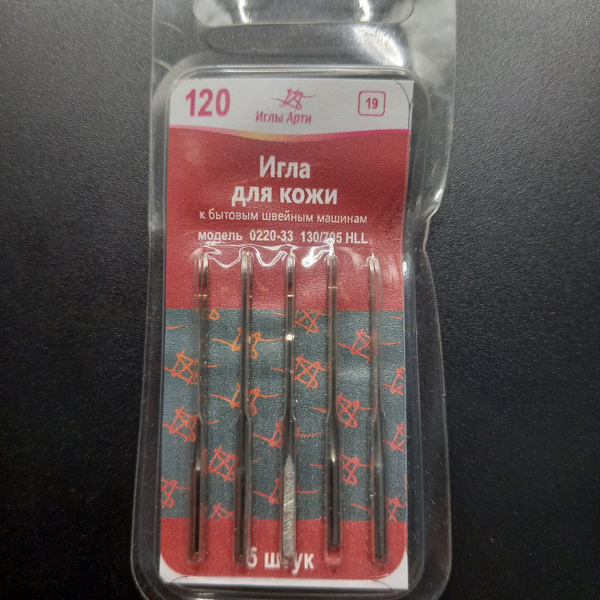 120
Иглы Арти
19
Игла
для кожи
к бытовым швейным машинам
модель 0220-33 130/705 HLL
5 штук